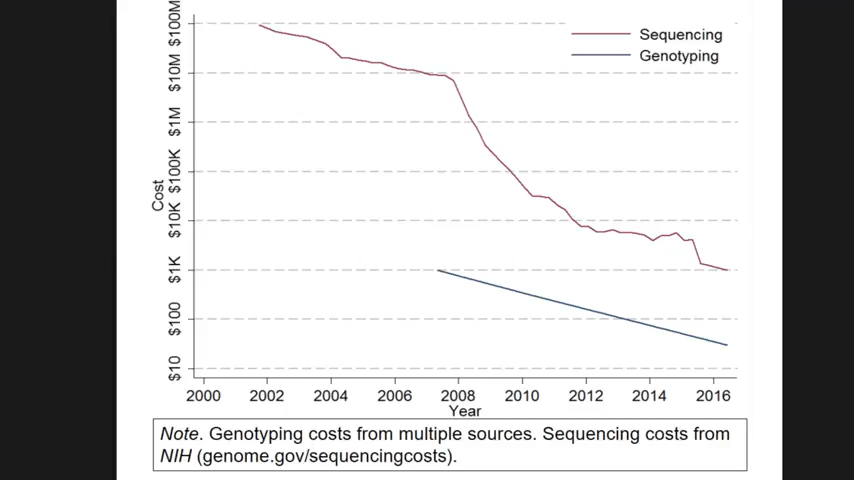 $100M
$10M
$1M
$100K
$10K
$1K
$100
$10
Cost
Sequencing
Genotyping
2000 2002 2004 2006 2008 2010 2012 2014 2016
Year
Note. Genotyping costs from multiple sources. Sequencing costs from
NIH (genome.gov/sequencingcosts).